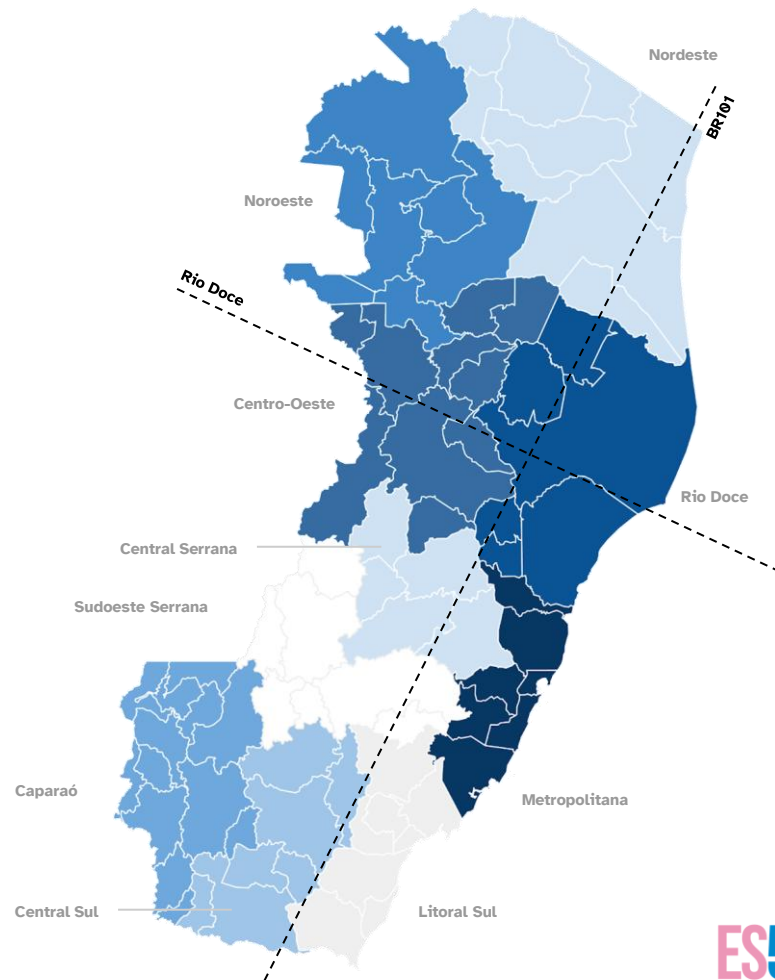 Nordeste
BR101
Noroeste
Rio Doce
Centro-Oeste
Rio Doce
Central Serrana
Sudoeste Serrana
Caparaó
Metropolitana
Central Sul
Litoral Sul
ES